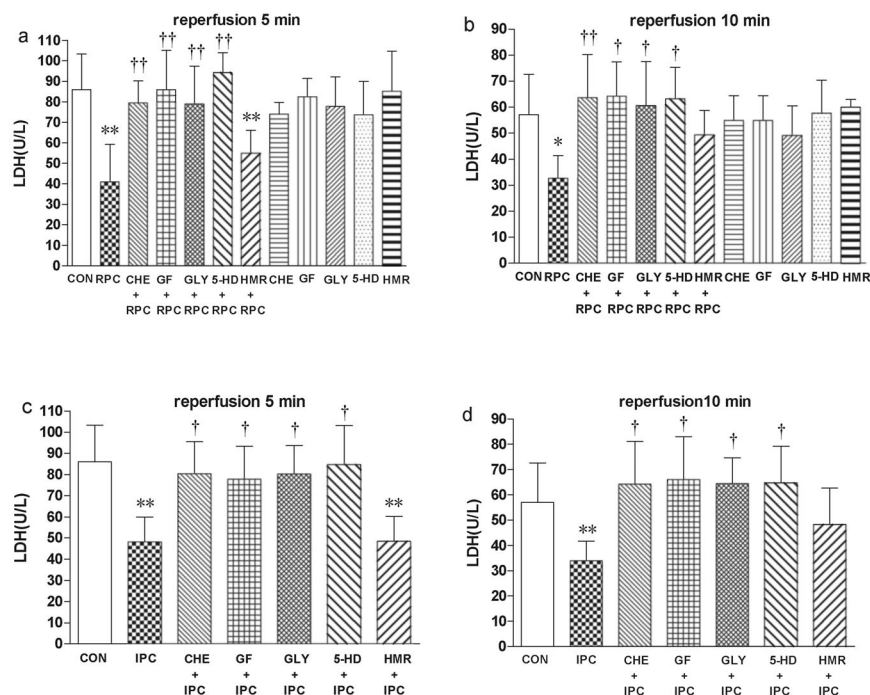 a
reperfusion 5 min
LDH(U/L)
110
100
90
80
70
60
50
40
30
20
10
0
** †† †† †† †† **
CON RPC CHE GF GLY 5-HD HMR CHE GF GLY 5-HD HMR
+ + + + +
RPC RPC RPC RPC RPC
b
reperfusion 10 min
LDH(U/L)
90
80
70
60
50
40
30
20
10
0
* †† † † †
CON RPC CHE GF GLY 5-HD HMR CHE GF GLY 5-HD HMR
+ + + + +
RPC RPC RPC RPC RPC
c
reperfusion 5 min
LDH(U/L)
110
100
90
80
70
60
50
40
30
20
10
0
** † † † † **
CON IPC CHE GF GLY 5-HD HMR
+ + + + +
IPC IPC IPC IPC IPC
d
reperfusion10 min
LDH(U/L)
90
80
70
60
50
40
30
20
10
0
** † † † †
CON IPC CHE GF GLY 5-HD HMR
+ + + + +
IPC IPC IPC IPC IPC